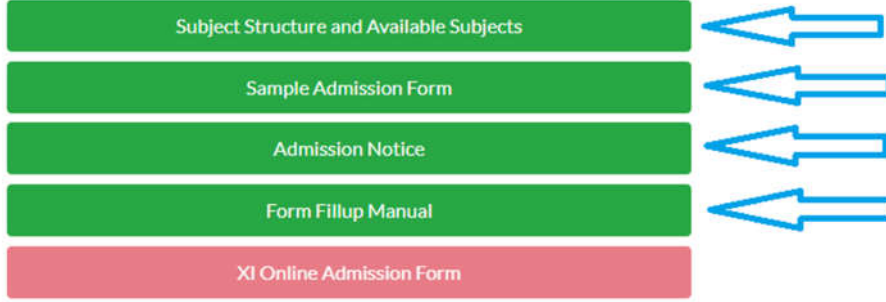 Subject Structure and Available Subjects
Sample Admission Form
Admission Notice
Form Fillup Manual
XI Online Admission Form